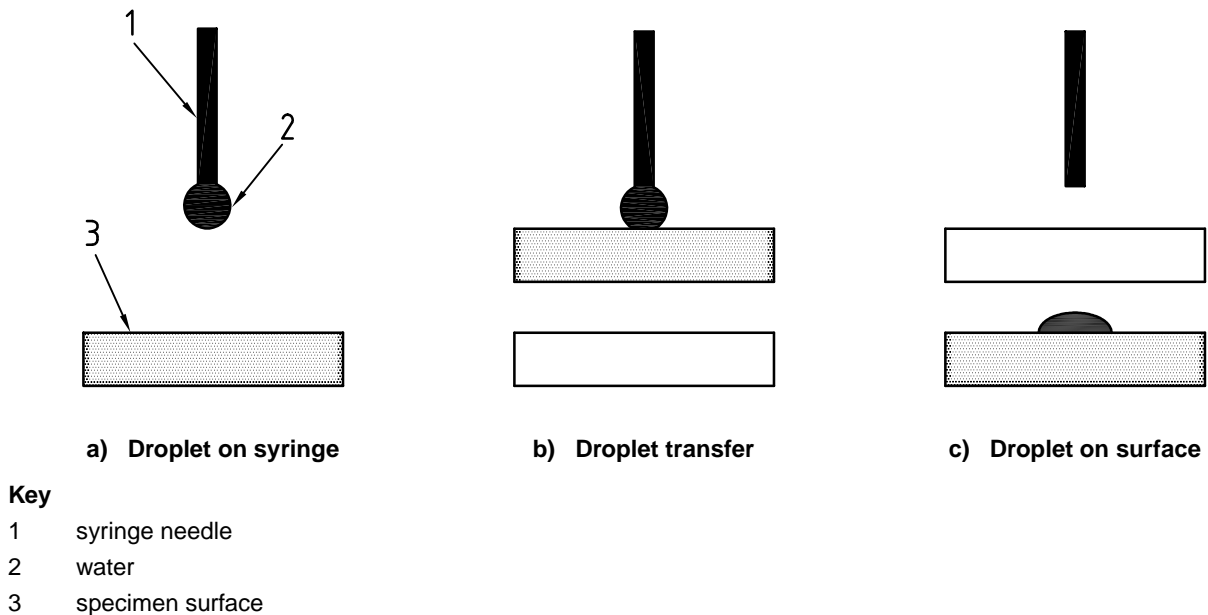 1
2
3
a) Droplet on syringe
b) Droplet transfer
c) Droplet on surface
Key
1 syringe needle
2 water
3 specimen surface